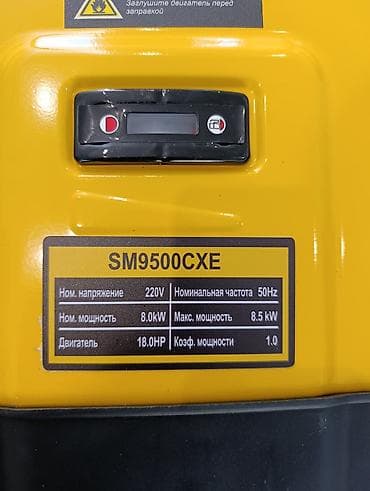 Заглушите двигатель перед
заправкой
SM9500CXE
Ном. напряжение 220V Номинальная частота 50Hz
Ном. мощность 8.0kW Макс. мощность 8.5 kW
Двигатель 18.0HP Коэф. мощности 1.0